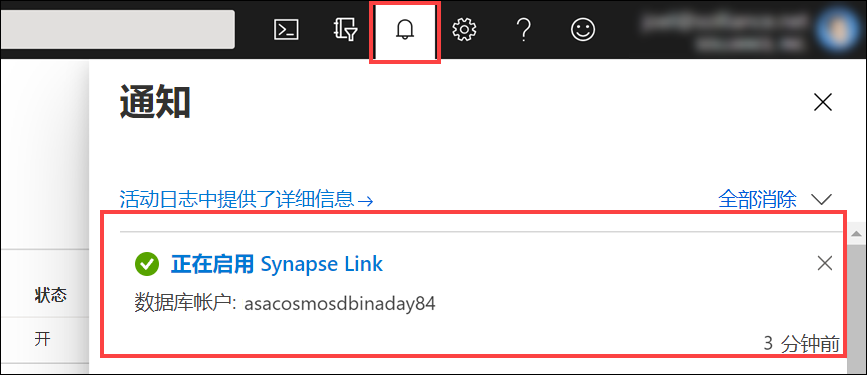 通知
活动日志中提供了详细信息→
全部消除
正在启用 Synapse Link
数据库帐户: asacosmosdbinaday84
3 分钟前
状态
开